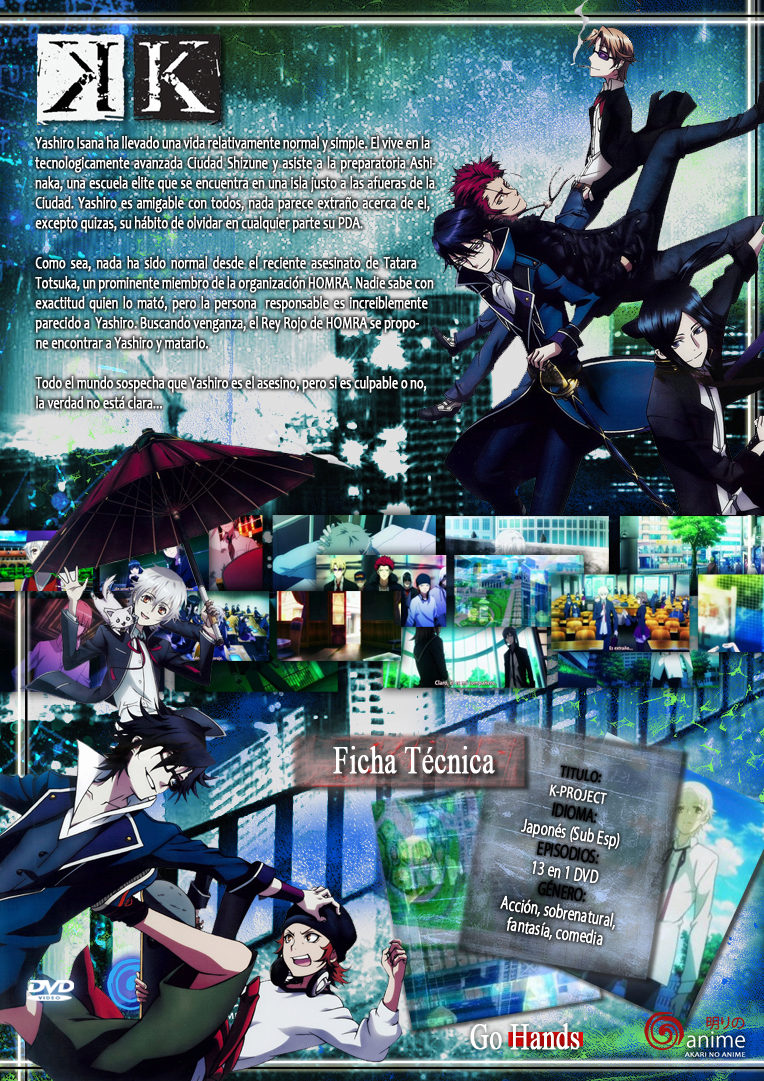 K K
Yashiro Isana ha llevado una vida relativamente normal y simple. El vive en la
tecnologicamente avanzada Ciudad Shizune y asiste a la preparatoria Ashi-
naka, una escuela elite que se encuentra en una isla justo a las afueras de la
Ciudad. Yashiro es amigable con todos, nada parece extraño acerca de el,
excepto quizas, su hábito de olvidar en cualquier parte su PDA.
Como sea, nada ha sido normal desde el reciente asesinato de Tatara
Totsuka, un prominente miembro de la organización HOMRA. Nadie sabe con
exactitud quien lo mató, pero la persona responsable es increiblemente
parecido a Yashiro. Buscando venganza, el Rey Rojo de HOMRA se propo-
ne encontrar a Yashiro y matarlo.
Todo el mundo sospecha que Yashiro es el asesino, pero si es culpable o no,
la verdad no está clara...
Es extraño...
Ficha Técnica
TITULO:
K-PROJECT
IDIOMA:
Japonés (Sub Esp)
EPISODIOS:
13 en 1 DVD
GÉNERO:
Acción, sobrenatural,
fantasía, comedia
DVD
VIDEO
Go Hands
明りの
anime
AKARI NO ANIME